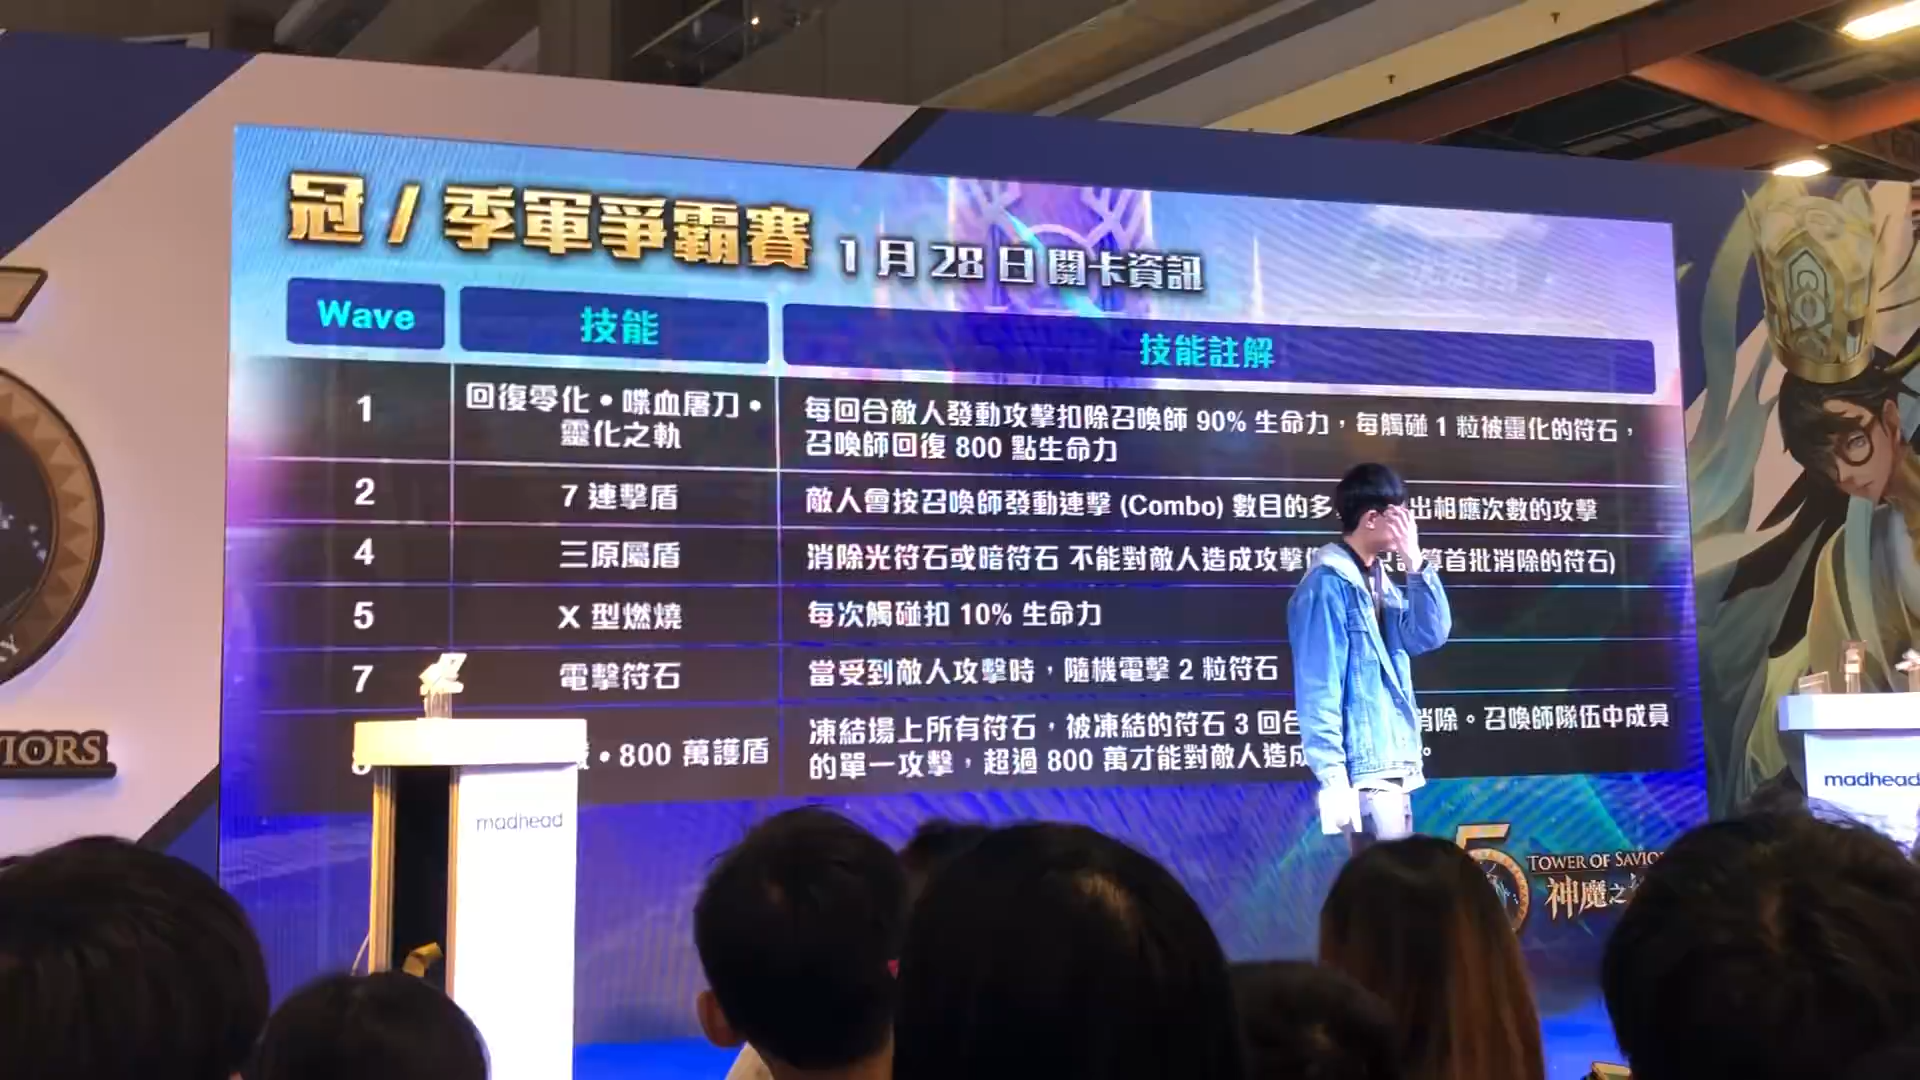 冠 / 季軍爭霸賽 1 月 28 日 關卡資訊
Wave 技能 技能註解
1 回復零化•喋血屠刀•
靈化之軌
每回合敵人發動攻擊扣除召喚師 90% 生命力，每觸碰 1 粒被靈化的符石，
召喚師回復 800 點生命力
2 7 連擊盾 敵人會按召喚師發動連擊 (Combo) 數目的多 出相應次數的攻擊
4 三原屬盾 消除光符石或暗符石 不能對敵人造成攻擊 算首批消除的符石)
5 X 型燃燒 每次觸碰扣 10% 生命力
7 電擊符石 當受到敵人攻擊時，隨機電擊 2 粒符石
•800 萬護盾
凍結場上所有符石，被凍結的符石 3 回合 消除。召喚師隊伍中成員
的單一攻擊，超過 800 萬才能對敵人造成 。
VIORS
madhead
madhead
5
TOWER OF SAVIO
神魔之